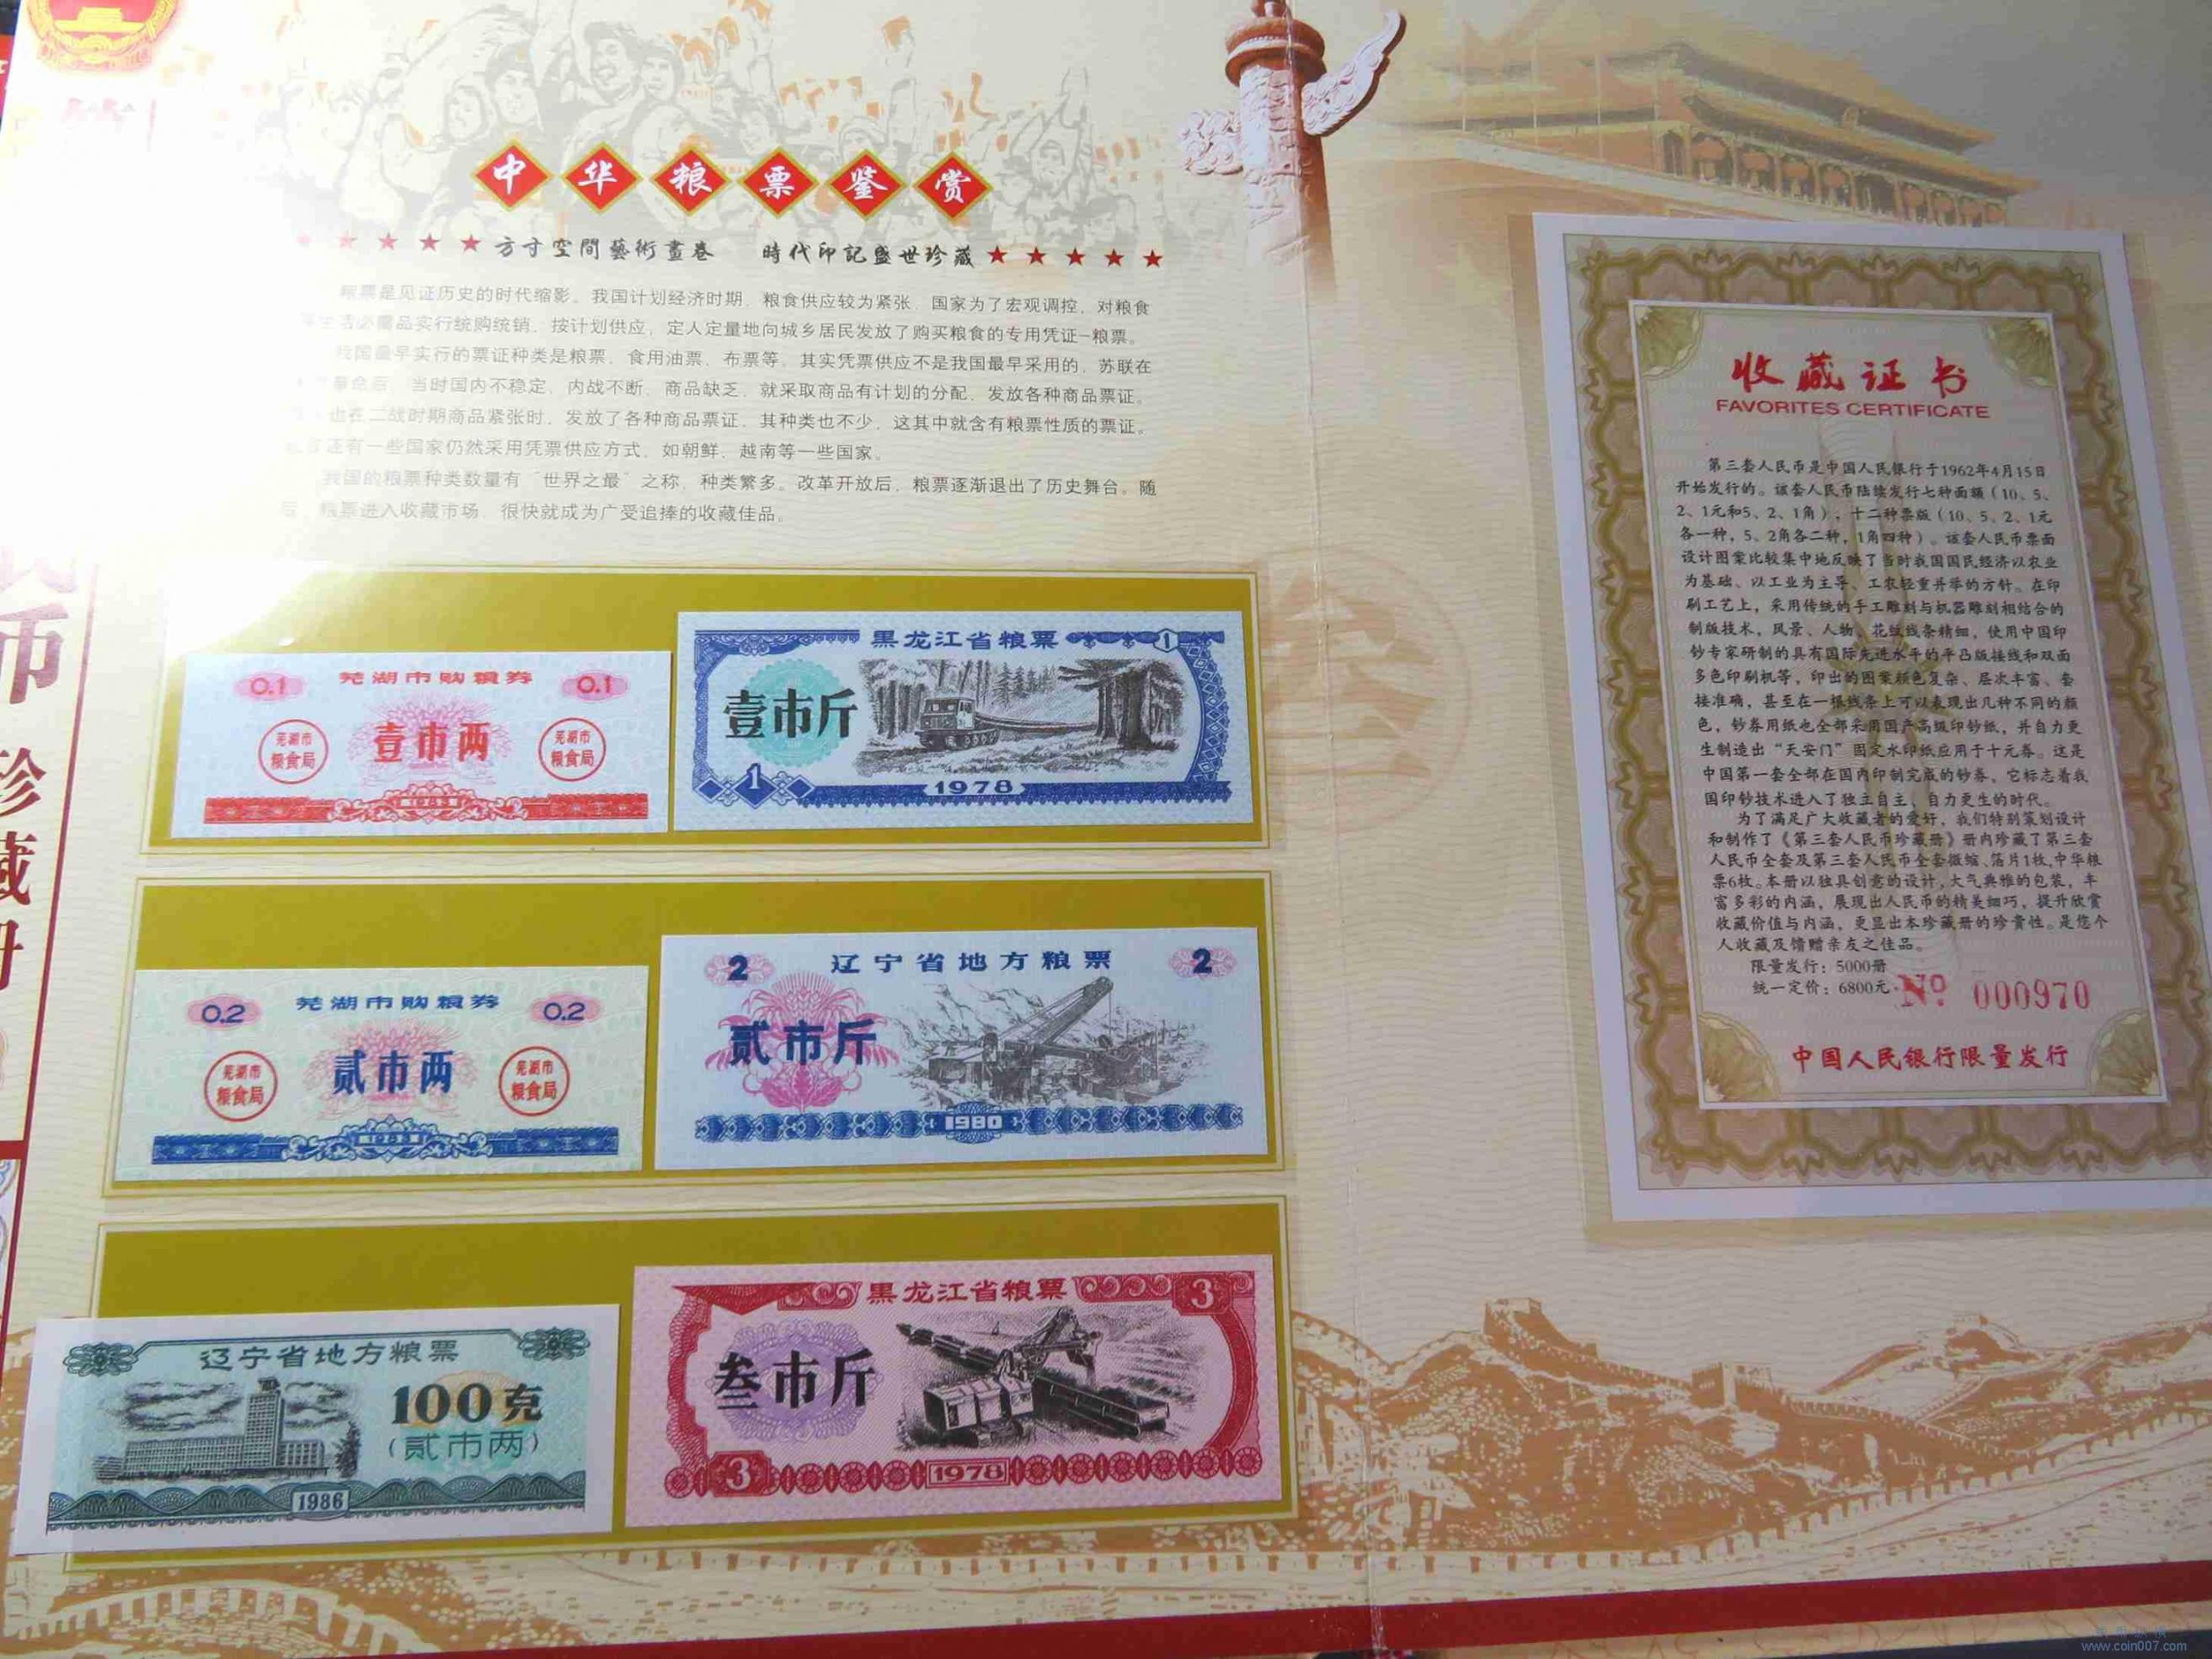 中华粮票鉴赏
方寸空間藝術畫卷 時代印記盛世珍藏
粮票是见证历史的时代缩影。我国计划经济时期，粮食供应较为紧张，国家为了宏观调控，对粮食
生活必需品实行统购统销，按计划供应，定人定量地向城乡居民发放了购买粮食的专用凭证-粮票。
我国最早实行的票证种类是粮票、食用油票、布票等。其实凭票供应不是我国最早采用的，苏联在
革命后，当时国内不稳定，内战不断，商品缺乏，就采取商品有计划的分配，发放各种商品票证。
也在二战时期商品紧张时，发放了各种商品票证，其种类也不少，这其中就含有粮票性质的票证。
还有一些国家仍然采用凭票供应方式，如朝鲜，越南等一些国家。
我国的粮票种类数量有“世界之最”之称，种类繁多。改革开放后，粮票逐渐退出了历史舞台。随
后，粮票进入收藏市场，很快就成为广受追捧的收藏佳品。
0.1 芜湖市购粮券 0.1
芜湖市
粮食局
壹市两
芜湖市
粮食局
黑龙江省粮票 1
壹市斤
1 1978
0.2 芜湖市购粮券 0.2
芜湖市
粮食局
贰市两
芜湖市
粮食局
2 辽宁省地方粮票 2
贰市斤
1980
辽宁省地方粮票
100克
（贰市两）
1986
黑龙江省粮票 3
叁市斤
3 1978
币
珍
藏
册
叁
收藏证书
FAVORITES CERTIFICATE
第三套人民币是中国人民银行于1962年4月15日
开始发行的。该套人民币陆续发行七种面额（10、5、
2、1元和5、2、1角），十二种票版（10、5、2、1元
各一种，5、2角各二种，1角四种）。该套人民币票面
设计图案比较集中地反映了当时我国国民经济以农业
为基础、以工业为主导、工农轻重并举的方针。在印
刷工艺上，采用传统的手工雕刻与机器雕刻相结合的
制版技术，风景、人物、花纹线条精细，使用中国印
钞专家研制的具有国际先进水平的平凸版接线和双面
多色印刷机等，印出的图案颜色复杂、层次丰富、套
接准确，甚至在一根线条上可以表现出几种不同的颜
色，钞券用纸也全部采用国产高级印钞纸，并自力更
生制造出“天安门”固定水印纸应用于十元券。这是
中国第一套全部在国内印制完成的钞券，它标志着我
国印钞技术进入了独立自主、自力更生的时代。
为了满足广大收藏者的爱好，我们特别策划设计
和制作了《第三套人民币珍藏册》册内珍藏了第三套
人民币全套及第三套人民币全套微缩、箔片1枚，中华粮
票6枚。本册以独具创意的设计，大气典雅的包装，丰
富多彩的内涵，展现出人民币的精美细巧，提升欣赏
收藏价值与内涵，更显出本珍藏册的珍贵性。是您个
人收藏及馈赠亲友之佳品。
限量发行：5000册
统一定价：6800元
No 000970
中国人民银行限量发行
www.coin007.com